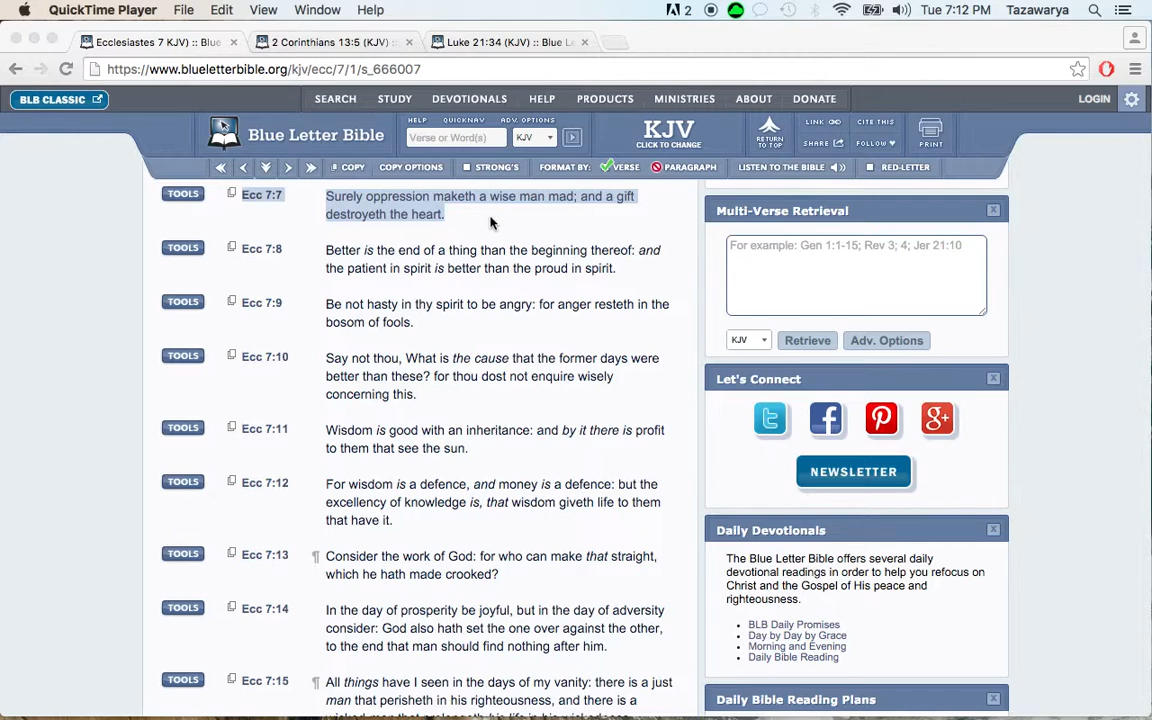 QuickTime Player File Edit View Window Help 2 Tue 7:12 PM Tazawarya
Ecclesiastes 7 KJV) :: Blu 2 Corinthians 13:5 (KJV) :: Luke 21:34 (KJV) :: Blue Le
https://www.blueletterbible.org/kjv/ecc/7/1/s_666007
BLB CLASSIC SEARCH STUDY DEVOTIONALS HELP PRODUCTS MINISTRIES ABOUT DONATE LOGIN
HELP QUICKNAV ADV. OPTIONS
Blue Letter Bible Verse or Word(s) KJV
KJV
CLICK TO CHANGE
RETURN
TO TOP
LINK CITE THIS
SHARE FOLLOW PRINT
COPY COPY OPTIONS STRONG'S FORMAT BY: VERSE PARAGRAPH LISTEN TO THE BIBLE RED-LETTER
TOOLS Ecc 7:7 Surely oppression maketh a wise man mad; and a gift
destroyeth the heart.
TOOLS Ecc 7:8 Better is the end of a thing than the beginning thereof: and
the patient in spirit is better than the proud in spirit.
TOOLS Ecc 7:9 Be not hasty in thy spirit to be angry: for anger resteth in the
bosom of fools.
TOOLS Ecc 7:10 Say not thou, What is the cause that the former days were
better than these? for thou dost not enquire wisely
concerning this.
TOOLS Ecc 7:11 Wisdom is good with an inheritance: and by it there is profit
to them that see the sun.
TOOLS Ecc 7:12 For wisdom is a defence, and money is a defence: but the
excellency of knowledge is, that wisdom giveth life to them
that have it.
TOOLS Ecc 7:13 ¶ Consider the work of God: for who can make that straight,
which he hath made crooked?
TOOLS Ecc 7:14 In the day of prosperity be joyful, but in the day of adversity
consider: God also hath set the one over against the other,
to the end that man should find nothing after him.
TOOLS Ecc 7:15 ¶ All things have I seen in the days of my vanity: there is a just
man that perisheth in his righteousness, and there is a
wicked man that prolongeth his life in his wickedness.
Multi-Verse Retrieval
For example: Gen 1:1-15; Rev 3; 4; Jer 21:10
KJV Retrieve Adv. Options
Let's Connect
NEWSLETTER
Daily Devotionals
The Blue Letter Bible offers several daily
devotional readings in order to help you refocus on
Christ and the Gospel of His peace and
righteousness.
• BLB Daily Promises
• Day by Day by Grace
• Morning and Evening
• Daily Bible Reading
Daily Bible Reading Plans